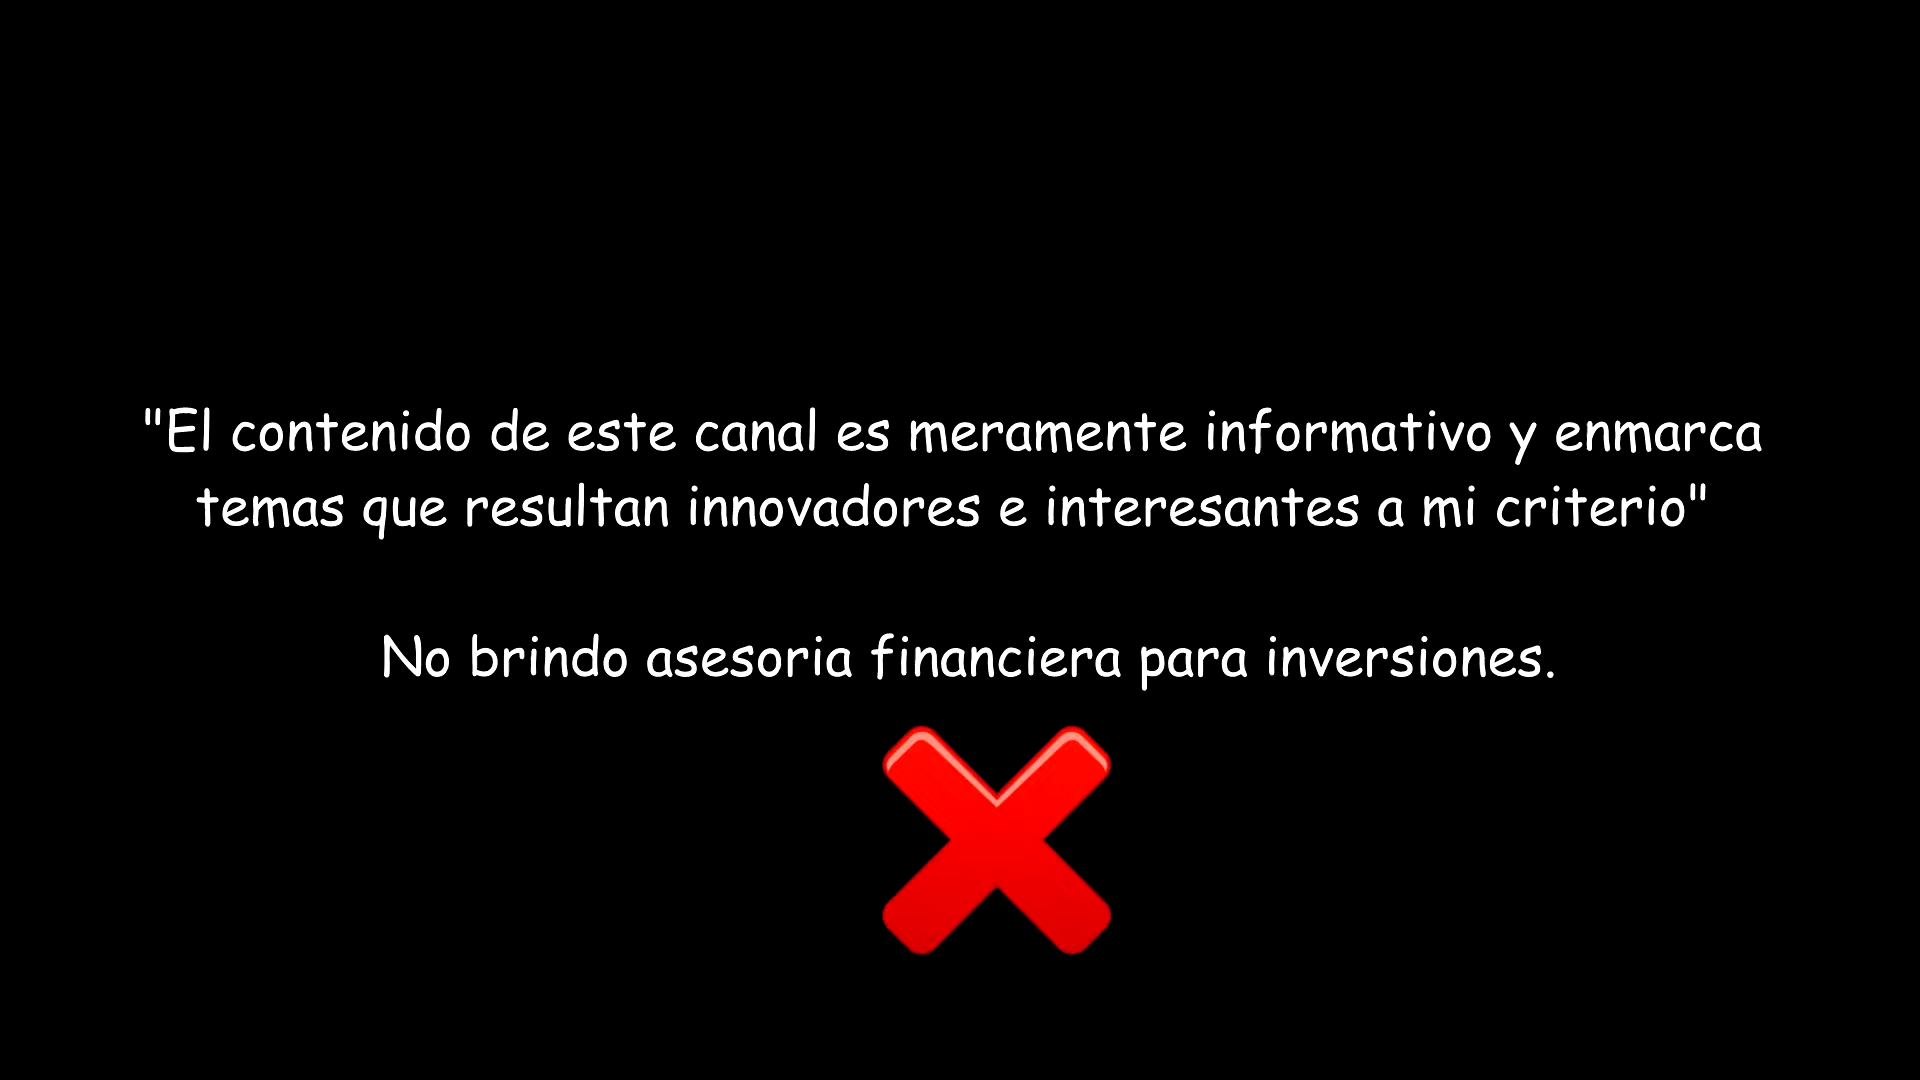 "El contenido de este canal es meramente informativo y enmarca
temas que resultan innovadores e interesantes a mi criterio"
No brindo asesoria financiera para inversiones.